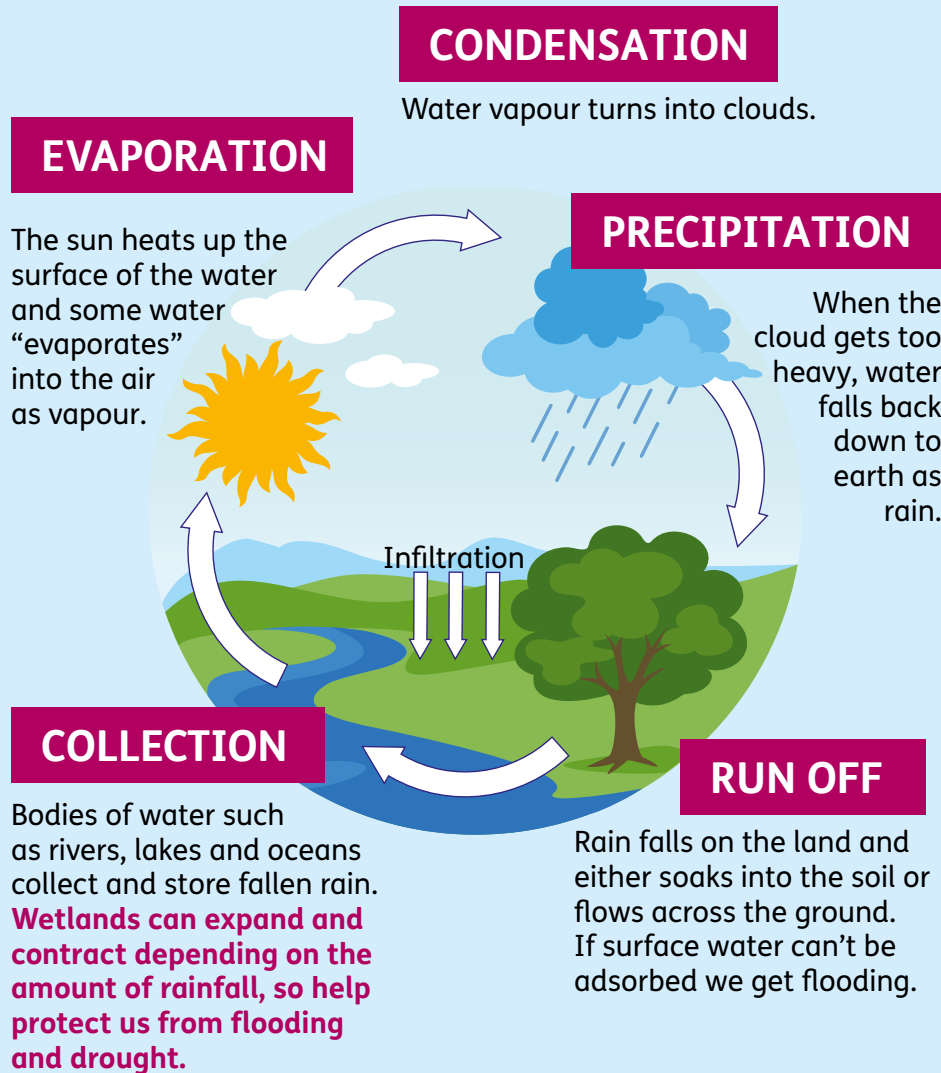 CONDENSATION
Water vapour turns into clouds.
EVAPORATION
The sun heats up the
surface of the water
and some water
“evaporates”
into the air
as vapour.
PRECIPITATION
When the
cloud gets too
heavy, water
falls back
down to
earth as
rain.
Infiltration
COLLECTION
Bodies of water such
as rivers, lakes and oceans
collect and store fallen rain.
Wetlands can expand and
contract depending on the
amount of rainfall, so help
protect us from flooding
and drought.
RUN OFF
Rain falls on the land and
either soaks into the soil or
flows across the ground.
If surface water can’t be
adsorbed we get flooding.